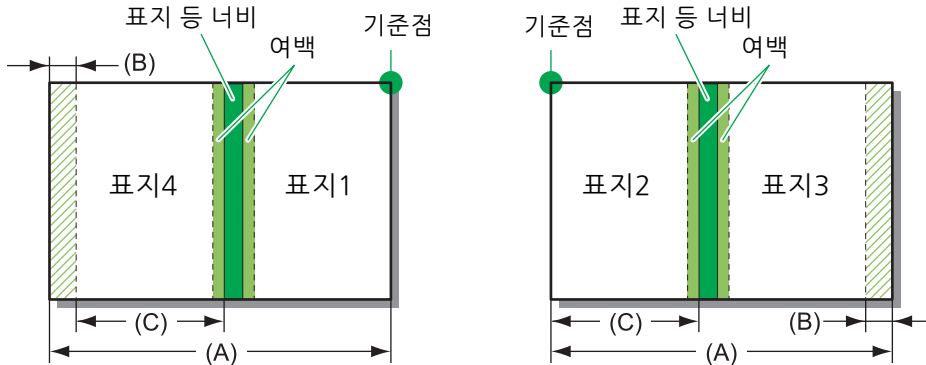 표지 등 너비
여백
기준점
(B)
표지4
표지1
(C)
(A)
기준점
표지 등 너비
여백
표지2
표지3
(C)
(B)
(A)